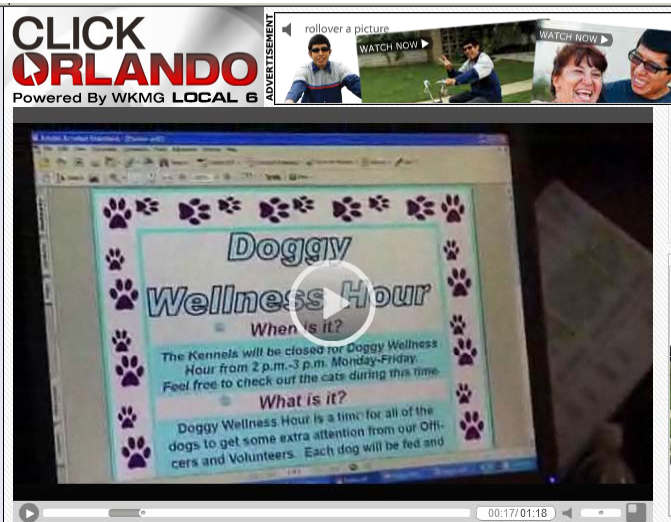 CLICK
ORLANDO
Powered By WKMG LOCAL 6
ADVERTISEMENT
rollover a picture
WATCH NOW
WATCH NOW
Doggy
Wellness Hour
When is it?
The Kennels will be closed for Doggy Wellness
Hour from 2 p.m.-3 p.m. Monday-Friday.
Feel free to check out the cats during this time
What is it?
Doggy Wellness Hour is a time for all of the
dogs to get some extra attention from our Offi-
cers and Volunteers. Each dog will be fed and
00:17/01:18